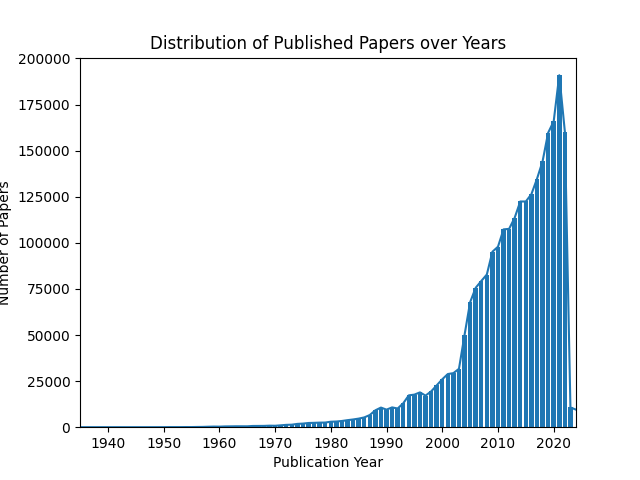 Distribution of Published Papers over Years
Number of Papers
200000
175000
150000
125000
100000
75000
50000
25000
0
1940 1950 1960 1970 1980 1990 2000 2010 2020
Publication Year